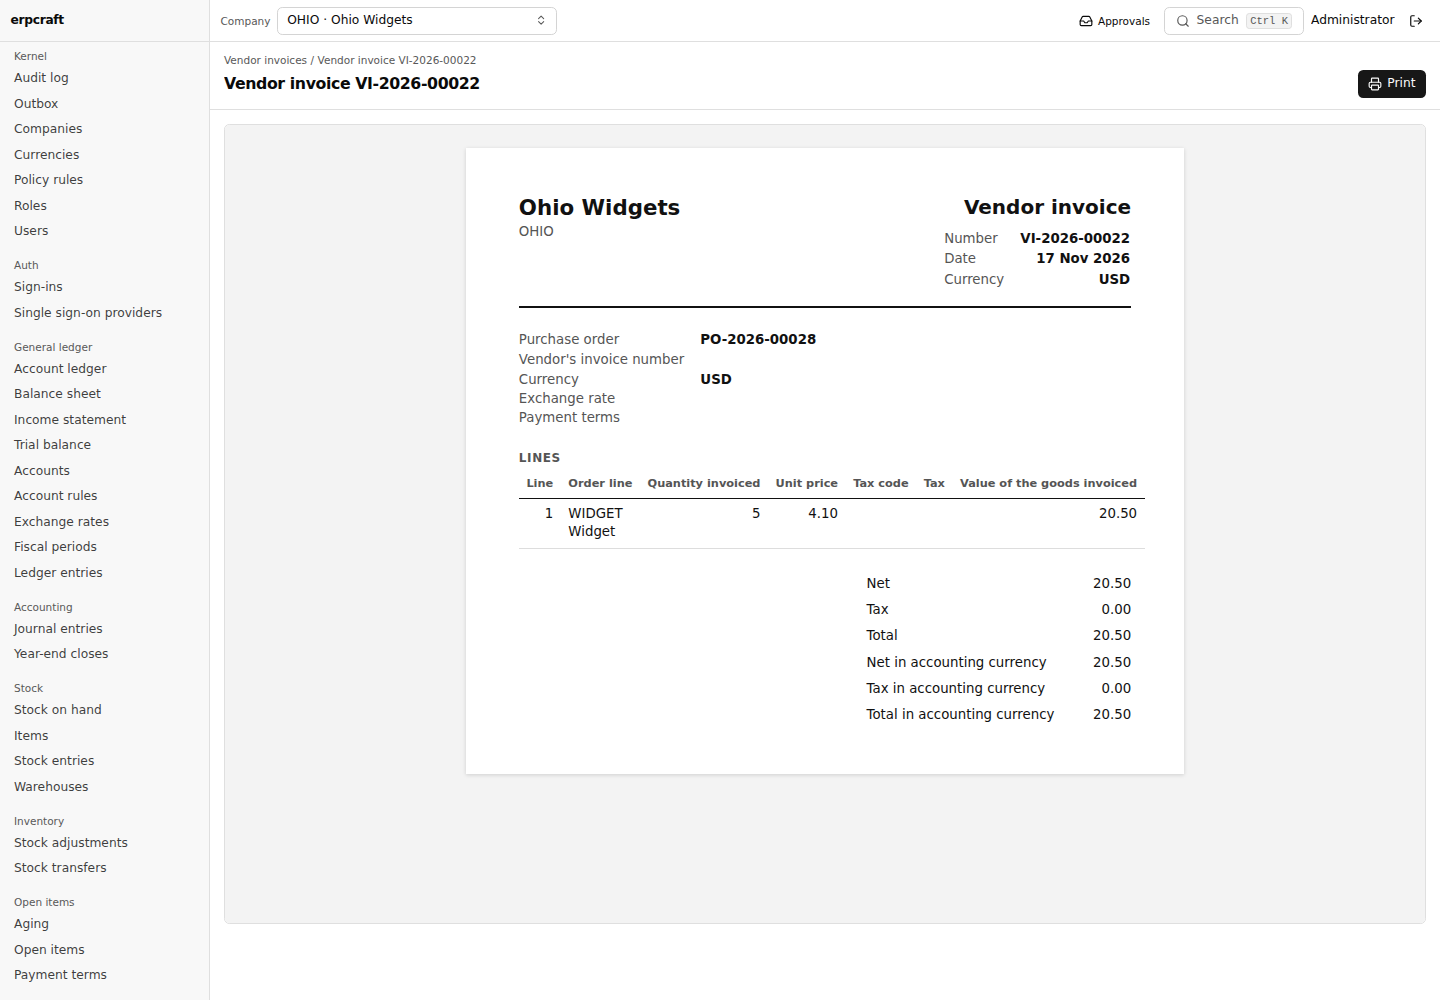 erpcraft
Company
OHIO · Ohio Widgets
Approvals
Search Ctrl K
Administrator
Kernel
Audit log
Outbox
Companies
Currencies
Policy rules
Roles
Users
Auth
Sign-ins
Single sign-on providers
General ledger
Account ledger
Balance sheet
Income statement
Trial balance
Accounts
Account rules
Exchange rates
Fiscal periods
Ledger entries
Accounting
Journal entries
Year-end closes
Stock
Stock on hand
Items
Stock entries
Warehouses
Inventory
Stock adjustments
Stock transfers
Open items
Aging
Open items
Payment terms
Vendor invoices / Vendor invoice VI-2026-00022
Vendor invoice VI-2026-00022
Print
Ohio Widgets
OHIO
Vendor invoice
Number VI-2026-00022
Date 17 Nov 2026
Currency USD
Purchase order PO-2026-00028
Vendor's invoice number
Currency USD
Exchange rate
Payment terms
LINES
Line Order line Quantity invoiced Unit price Tax code Tax Value of the goods invoiced
1 WIDGET 5 4.10 20.50
Widget
Net 20.50
Tax 0.00
Total 20.50
Net in accounting currency 20.50
Tax in accounting currency 0.00
Total in accounting currency 20.50